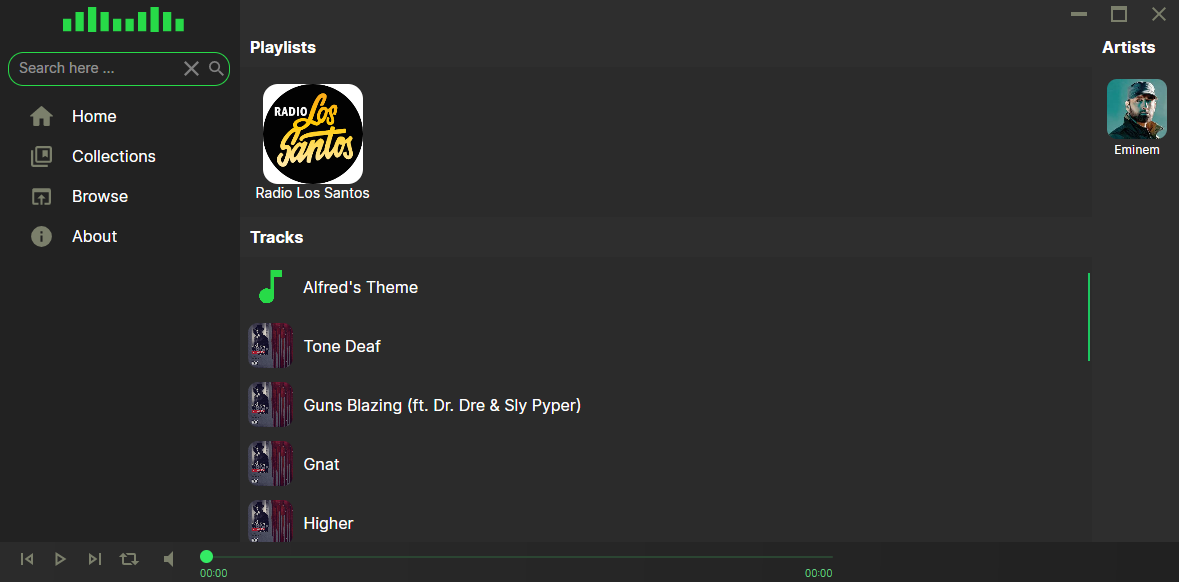 Search here ...
Home
Collections
Browse
About
Playlists
RADIO Los
Santos
Radio Los Santos
Tracks
Alfred's Theme
Tone Deaf
Guns Blazing (ft. Dr. Dre & Sly Pyper)
Gnat
Higher
Artists
Eminem
00:00
00:00